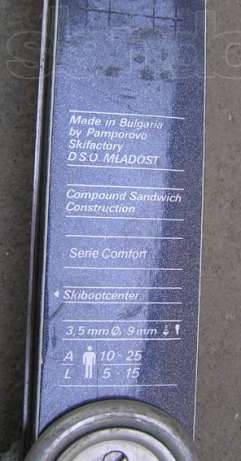 Made in Bulgaria
by Pamporovo
Skifactory
D.S.O. MLADOST
Compound Sandwich
Construction
Serie Comfort
Skibootcenter
3,5 mm Ø, 9 mm
A 10 - 25
L 5 - 15